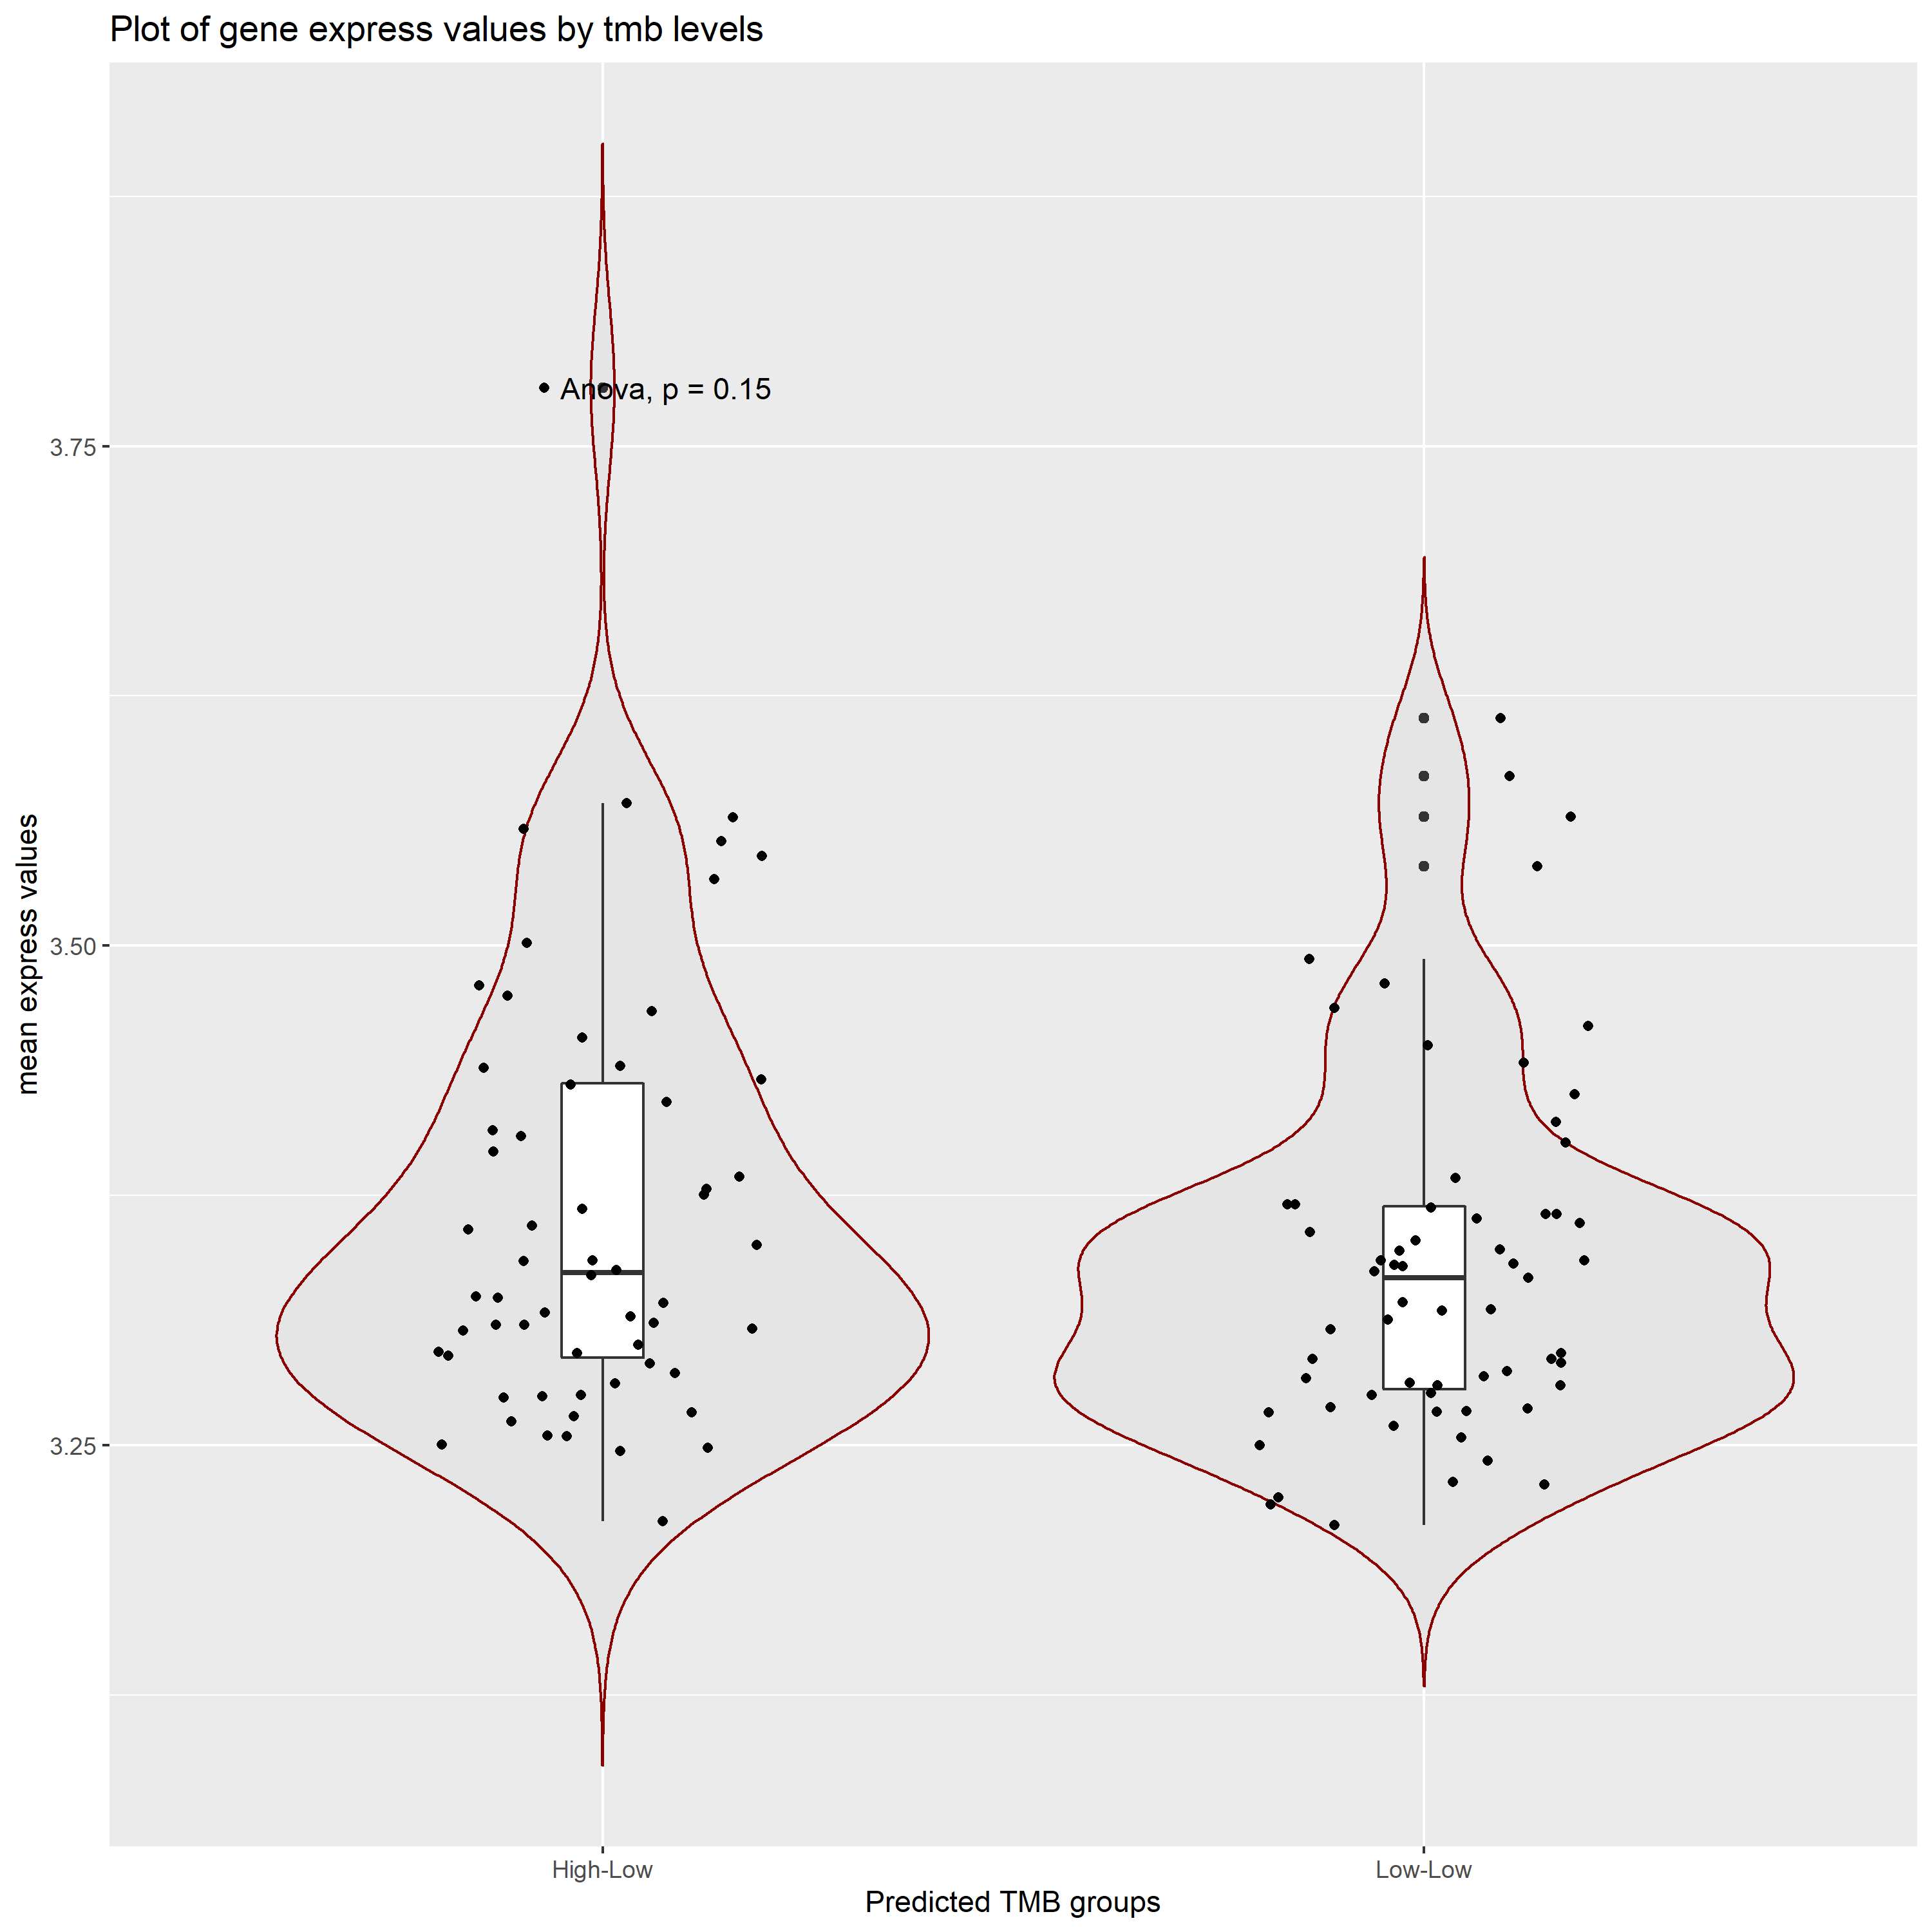 Plot of gene express values by tmb levels
mean express values
3.75
3.50
3.25
Anova, p = 0.15
High-Low
Low-Low
Predicted TMB groups